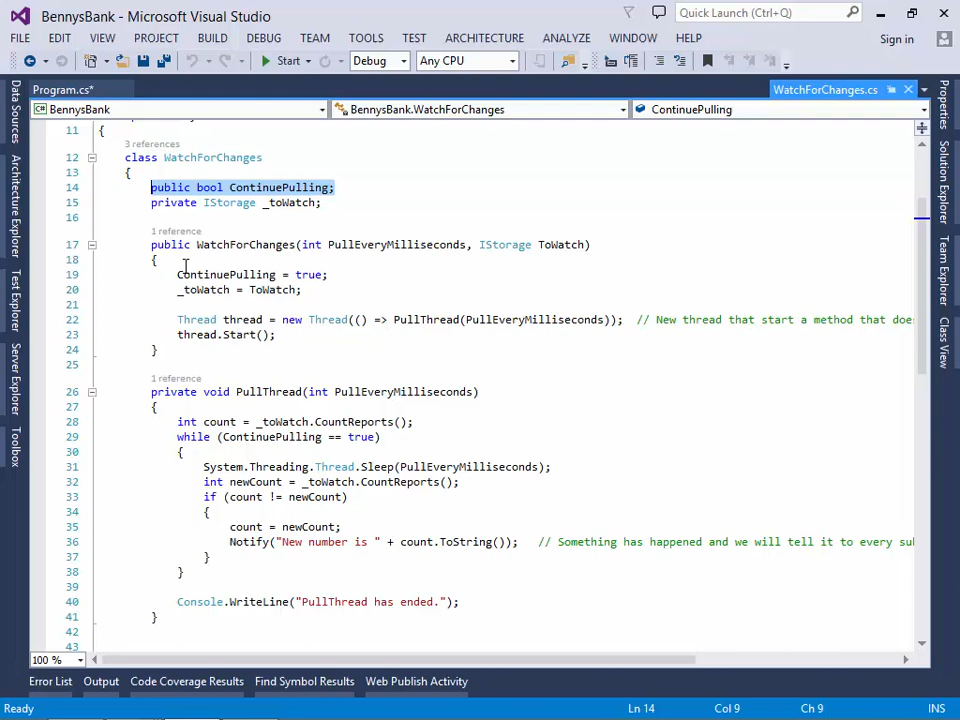 BennysBank - Microsoft Visual Studio
Quick Launch (Ctrl+Q)
FILE EDIT VIEW PROJECT BUILD DEBUG TEAM TOOLS TEST ARCHITECTURE ANALYZE WINDOW HELP Sign in
Start Debug Any CPU
Program.cs* WatchForChanges.cs
BennysBank BennysBank.WatchForChanges ContinuePulling
Data Sources
Architecture Explorer
Test Explorer
Server Explorer
Toolbox
11 {
3 references
12 class WatchForChanges
13 {
14 public bool ContinuePulling;
15 private IStorage _toWatch;
16
1 reference
17 public WatchForChanges(int PullEveryMilliseconds, IStorage ToWatch)
18 {
19 ContinuePulling = true;
20 _toWatch = ToWatch;
21
22 Thread thread = new Thread(() => PullThread(PullEveryMilliseconds)); // New thread that start a method that does
23 thread.Start();
24 }
25
1 reference
26 private void PullThread(int PullEveryMilliseconds)
27 {
28 int count = _toWatch.CountReports();
29 while (ContinuePulling == true)
30 {
31 System.Threading.Thread.Sleep(PullEveryMilliseconds);
32 int newCount = _toWatch.CountReports();
33 if (count != newCount)
34 {
35 count = newCount;
36 Notify("New number is " + count.ToString()); // Something has happened and we will tell it to every su
37 }
38 }
39
40 Console.WriteLine("PullThread has ended.");
41 }
42
43
Properties
Solution Explorer
Team Explorer
Class View
100 %
Error List Output Code Coverage Results Find Symbol Results Web Publish Activity
Ready Ln 14 Col 9 Ch 9 INS